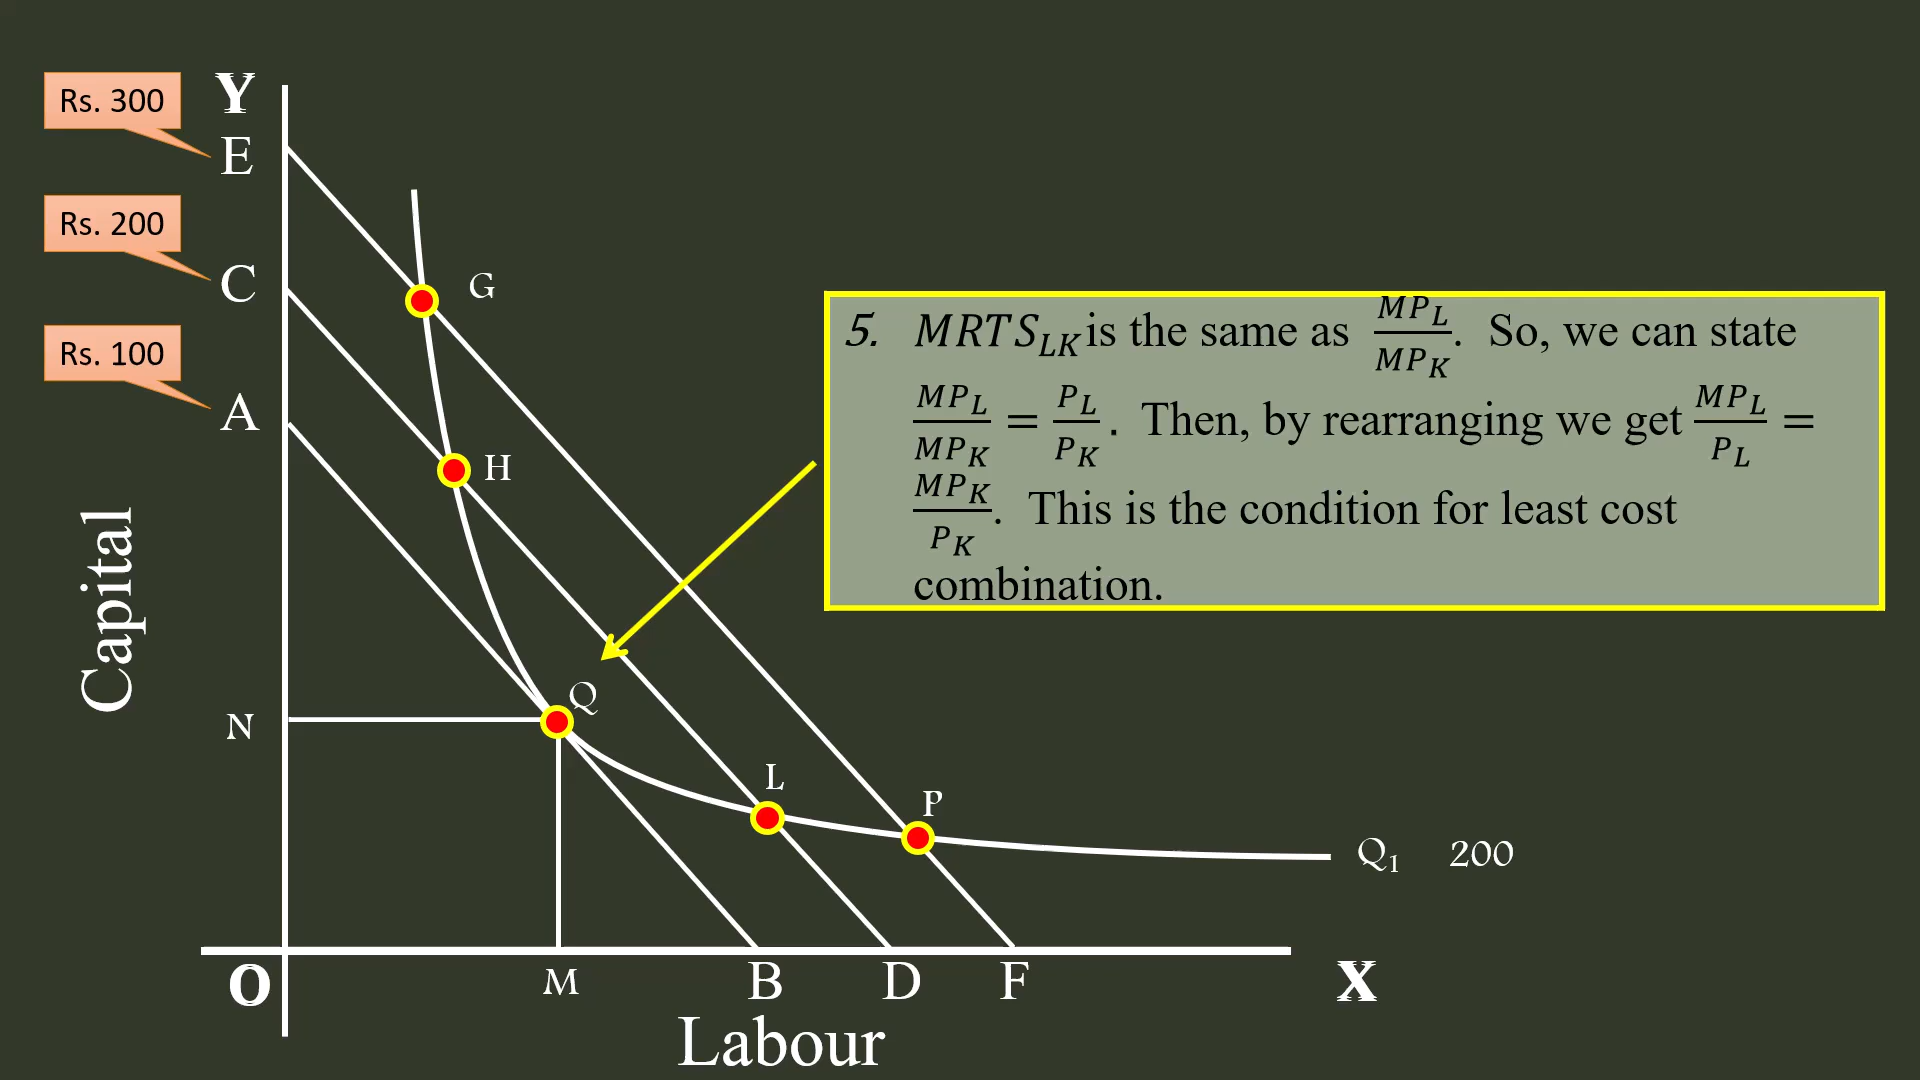 Rs. 300
Y
E
Rs. 200
C
G
Rs. 100
A
H
5. MRTS_LK is the same as MP_L/MP_K. So, we can state
MP_L/MP_K = P_L/P_K. Then, by rearranging we get MP_L/P_L =
MP_K/P_K. This is the condition for least cost
combination.
Capital
Q
N
L
P
Q₁ 200
O
M
B
D
F
X
Labour